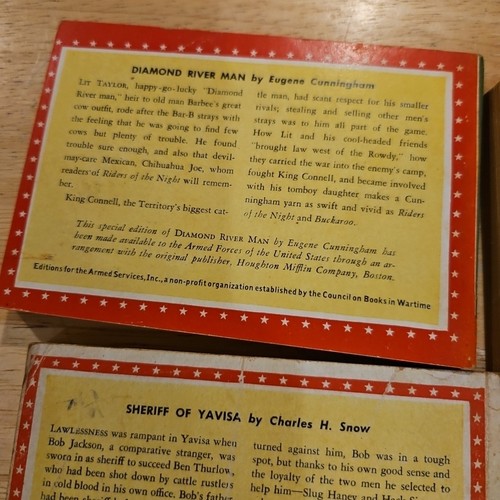 DIAMOND RIVER MAN by Eugene Cunningham
LIT TAYLOR, happy-go-lucky "Diamond
River man," heir to old man Barbee's great
cow outfit, rode after the Bar-B strays with
the feeling that he was going to find few
cows but plenty of trouble. He found
trouble sure enough, and also that devil-
may-care Mexican, Chihuahua Joe, whom
readers of Riders of the Night will remem-
ber.
King Connell, the Territory's biggest cat-
tle man, had scant respect for his smaller
rivals; stealing and selling other men's
strays was to him all part of the game.
How Lit and his cool-headed friends
"brought law west of the Rowdy," how
they carried the war into the enemy's camp,
fought King Connell, and became involved
with his tomboy daughter makes a Cun-
ningham yarn as swift and vivid as Riders
of the Night and Buckaroo.
This special edition of DIAMOND RIVER MAN by Eugene Cunningham has
been made available to the Armed Forces of the United States through an ar-
rangement with the original publisher, Houghton Mifflin Company, Boston.
Editions for the Armed Services, Inc., a non-profit organization established by the Council on Books in Wartime
SHERIFF OF YAVISA by Charles H. Snow
LAWLESSNESS was rampant in Yavisa when
Bob Jackson, a comparative stranger, was
sworn in as sheriff to succeed Ben Thurlow,
who had been shot down by cattle rustlers
in cold blood in his own office. Bob's father
had been
turned against him, Bob was in a tough
spot, but thanks to his own good sense and
the loyalty of two men he selected to
help him—Slug Haney and